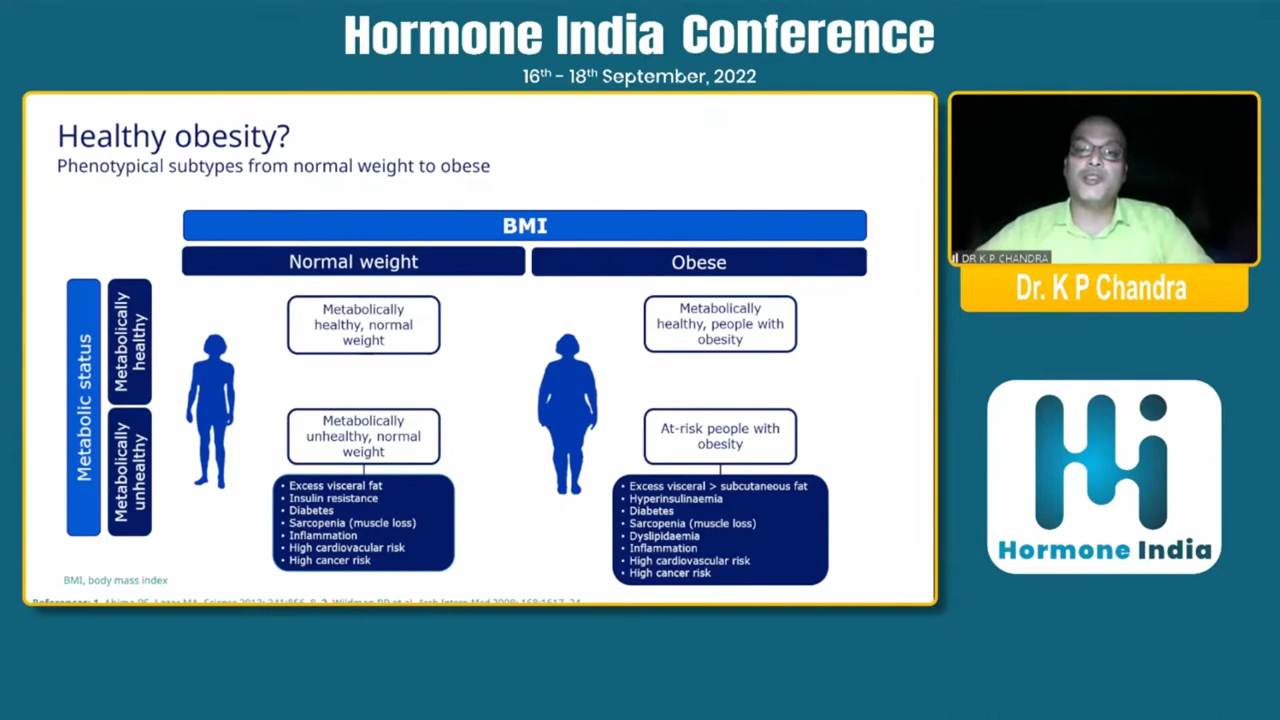 Hormone India Conference
16th - 18th September, 2022
Healthy obesity?
Phenotypical subtypes from normal weight to obese
BMI
Normal weight
Obese
Metabolic status
Metabolically
healthy
Metabolically
healthy, normal
weight
Metabolically
healthy, people with
obesity
Metabolically
unhealthy
Metabolically
unhealthy, normal
weight
• Excess visceral fat
• Insulin resistance
• Diabetes
• Sarcopenia (muscle loss)
• Inflammation
• High cardiovascular risk
• High cancer risk
At-risk people with
obesity
• Excess visceral > subcutaneous fat
• Hyperinsulinaemia
• Diabetes
• Sarcopenia (muscle loss)
• Dyslipidaemia
• Inflammation
• High cardiovascular risk
• High cancer risk
BMI, body mass index
DR K P CHANDRA
Dr. K P Chandra
Hi
Hormone India